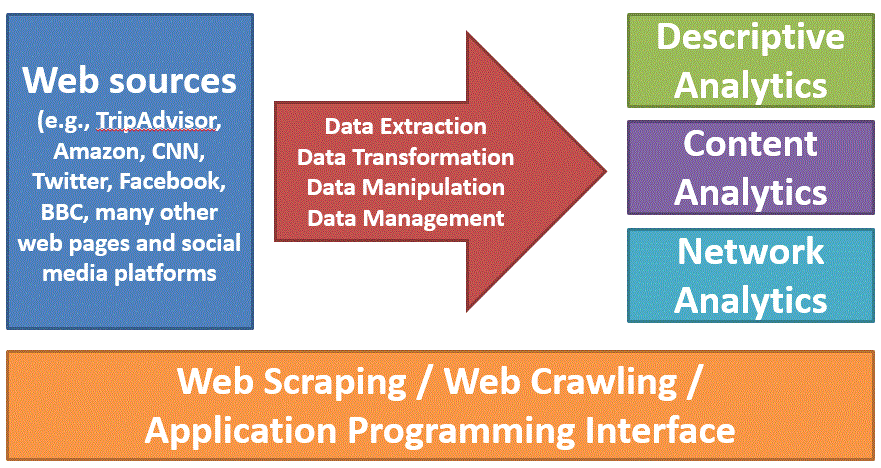 Web sources
(e.g., TripAdvisor,
Amazon, CNN,
Twitter, Facebook,
BBC, many other
web pages and social
media platforms
Data Extraction
Data Transformation
Data Manipulation
Data Management
Descriptive
Analytics
Content
Analytics
Network
Analytics
Web Scraping / Web Crawling /
Application Programming Interface